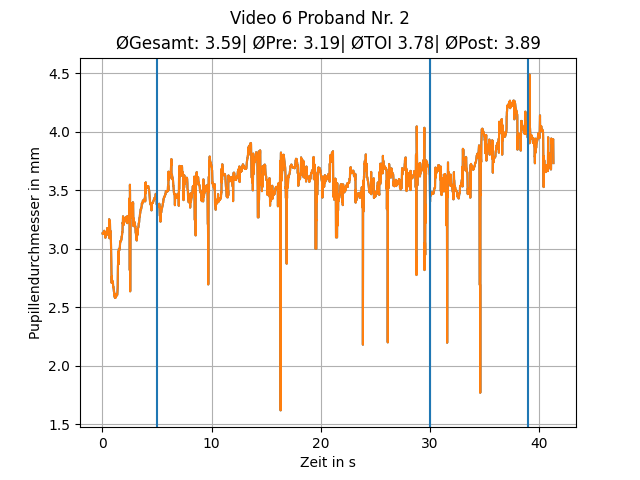 Video 6 Proband Nr. 2
ØGesamt: 3.59| ØPre: 3.19| ØTOI 3.78| ØPost: 3.89
Pupillendurchmesser in mm
4.5
4.0
3.5
3.0
2.5
2.0
1.5
0 10 20 30 40
Zeit in s